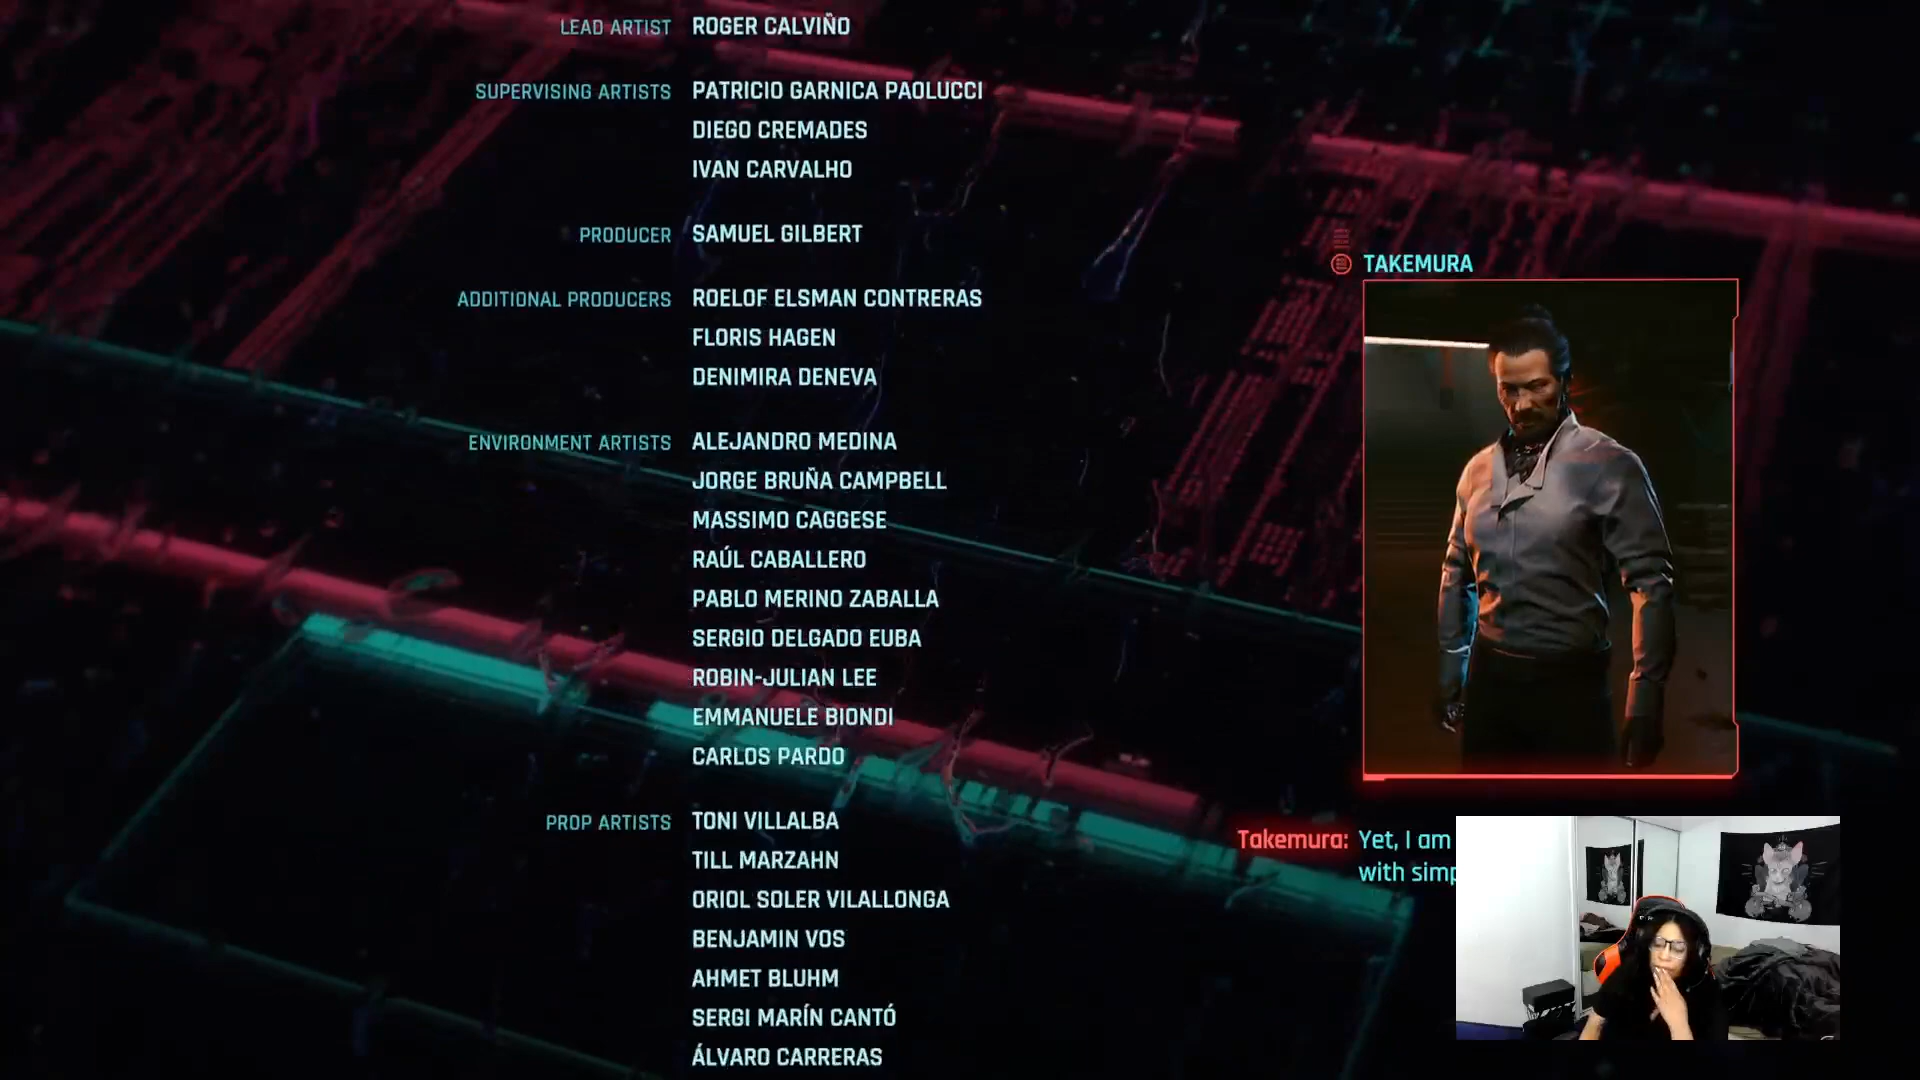 LEAD ARTIST ROGER CALVIÑO
SUPERVISING ARTISTS PATRICIO GARNICA PAOLUCCI
DIEGO CREMADES
IVAN CARVALHO
PRODUCER SAMUEL GILBERT
ADDITIONAL PRODUCERS ROELOF ELSMAN CONTRERAS
FLORIS HAGEN
DENIMIRA DENEVA
ENVIRONMENT ARTISTS ALEJANDRO MEDINA
JORGE BRUÑA CAMPBELL
MASSIMO CAGGESE
RAÚL CABALLERO
PABLO MERINO ZABALLA
SERGIO DELGADO EUBA
ROBIN-JULIAN LEE
EMMANUELE BIONDI
CARLOS PARDO
PROP ARTISTS TONI VILLALBA
TILL MARZAHN
ORIOL SOLER VILALLONGA
BENJAMIN VOS
AHMET BLUHM
SERGI MARÍN CANTÓ
ÁLVARO CARRERAS
TAKEMURA
Takemura: Yet, I am
with simp